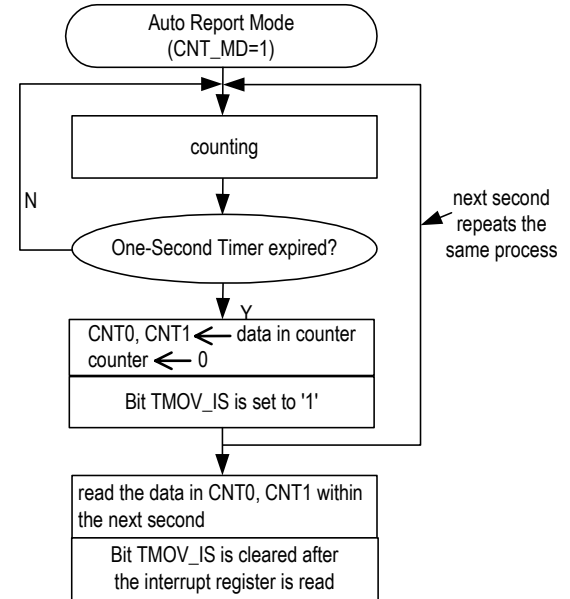 Auto Report Mode
(CNT_MD=1)
counting
N
next second
repeats the
same process
One-Second Timer expired?
Y
CNT0, CNT1 ← data in counter
counter ← 0
Bit TMOV_IS is set to '1'
read the data in CNT0, CNT1 within
the next second
Bit TMOV_IS is cleared after
the interrupt register is read